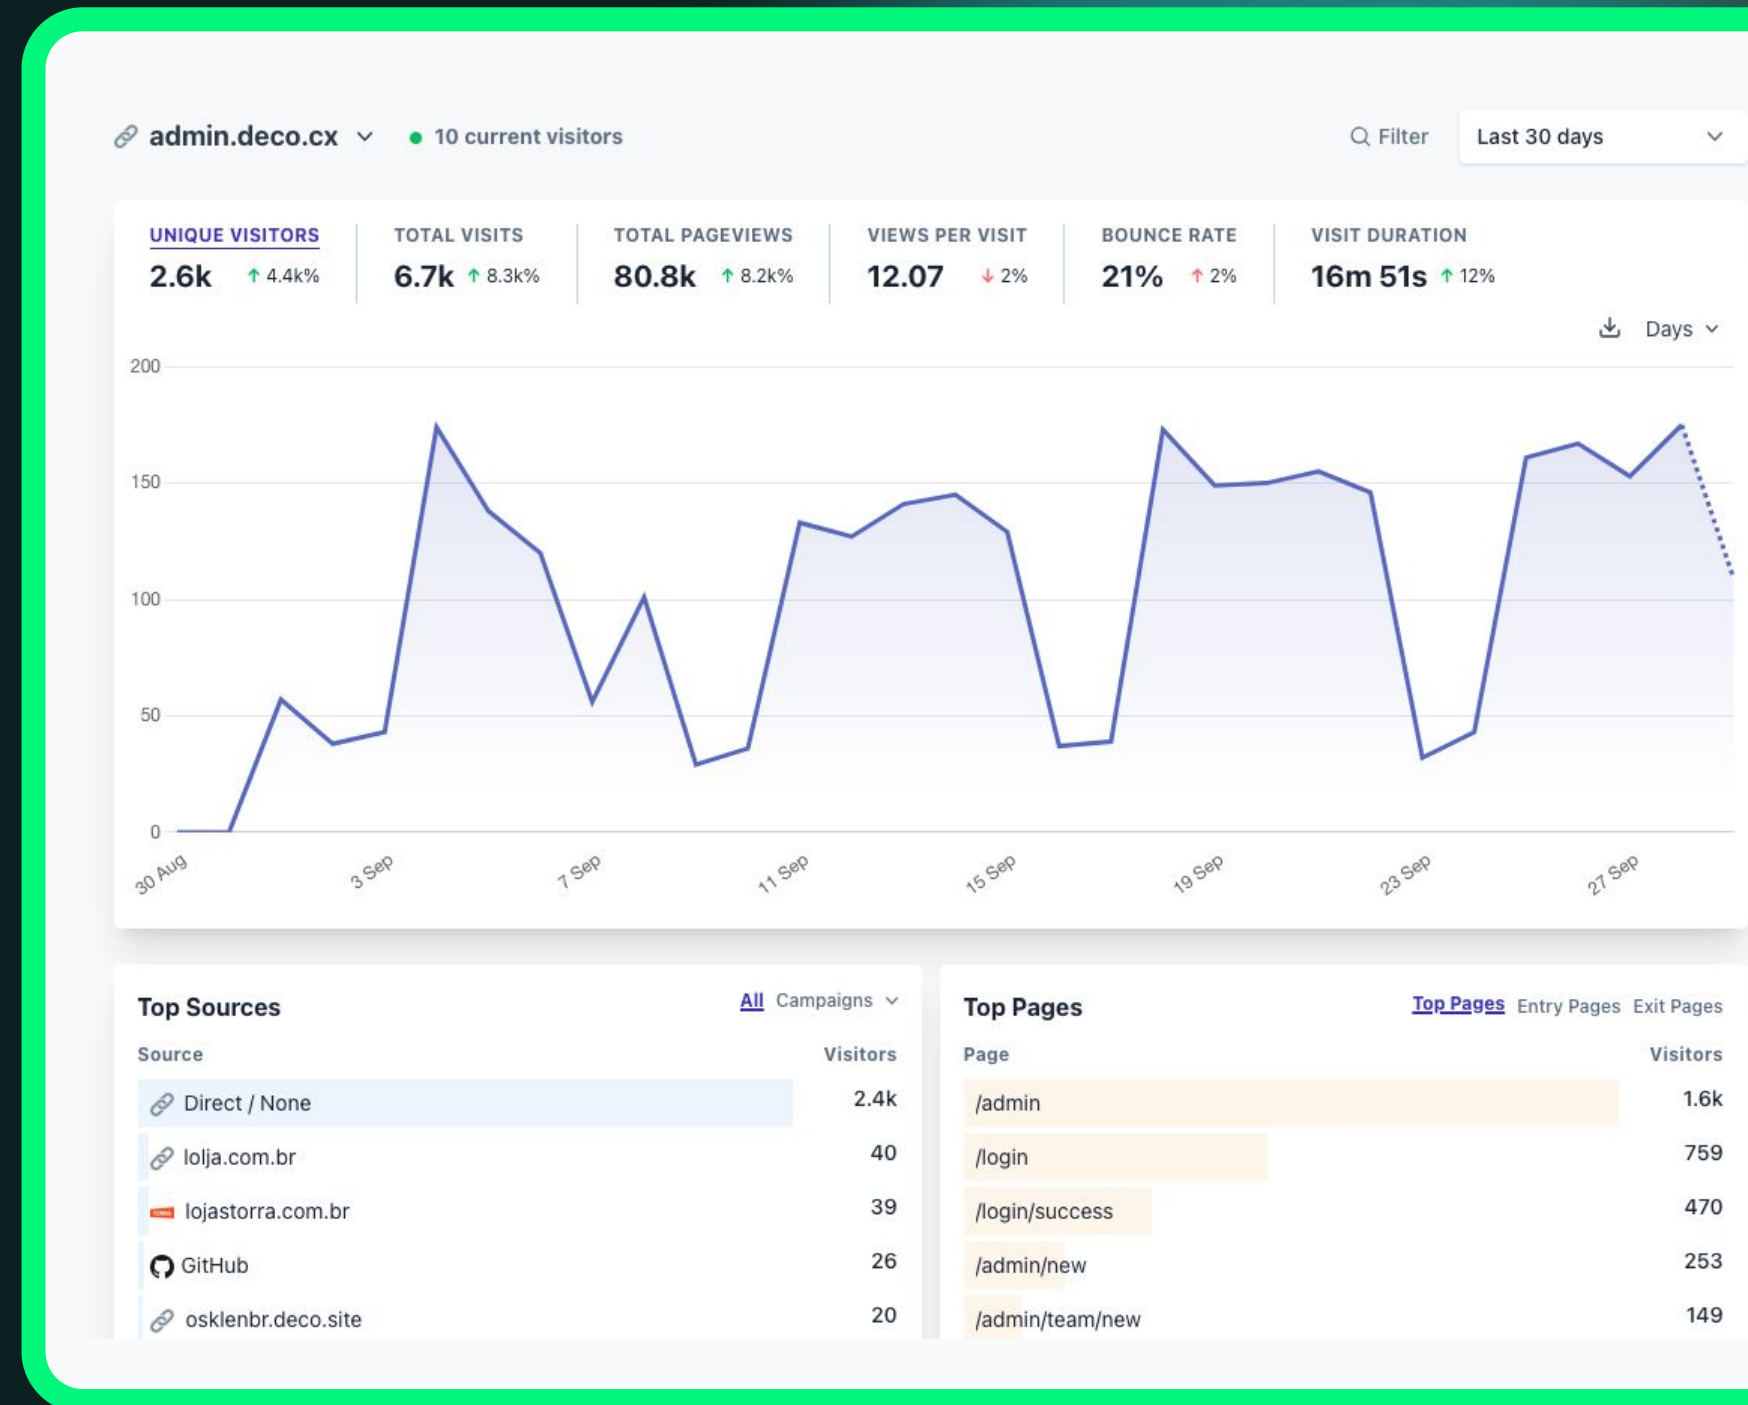 admin.deco.cx
10 current visitors
Filter
Last 30 days
UNIQUE VISITORS
2.6k ↑ 4.4k%
TOTAL VISITS
6.7k ↑ 8.3k%
TOTAL PAGEVIEWS
80.8k ↑ 8.2k%
VIEWS PER VISIT
12.07 ↓ 2%
BOUNCE RATE
21% ↑ 2%
VISIT DURATION
16m 51s ↑ 12%
Days
200
150
100
50
0
30 Aug
3 Sep
7 Sep
11 Sep
15 Sep
19 Sep
23 Sep
27 Sep
Top Sources
All Campaigns
Source Visitors
Direct / None 2.4k
lolja.com.br 40
lojastorra.com.br 39
GitHub 26
osklenbr.deco.site 20
Top Pages
Top Pages Entry Pages Exit Pages
Page Visitors
/admin 1.6k
/login 759
/login/success 470
/admin/new 253
/admin/team/new 149